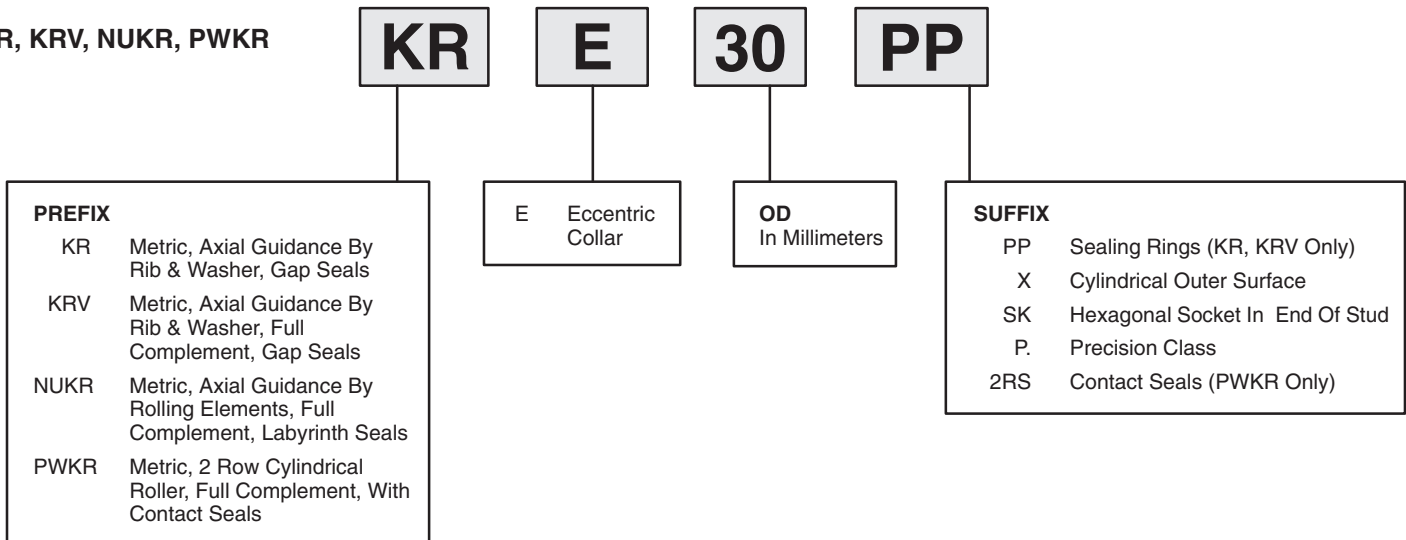 R, KRV, NUKR, PWKR
KR E 30 PP
PREFIX
KR Metric, Axial Guidance By
Rib & Washer, Gap Seals
KRV Metric, Axial Guidance By
Rib & Washer, Full
Complement, Gap Seals
NUKR Metric, Axial Guidance By
Rolling Elements, Full
Complement, Labyrinth Seals
PWKR Metric, 2 Row Cylindrical
Roller, Full Complement, With
Contact Seals
E Eccentric
Collar
OD
In Millimeters
SUFFIX
PP Sealing Rings (KR, KRV Only)
X Cylindrical Outer Surface
SK Hexagonal Socket In End Of Stud
P. Precision Class
2RS Contact Seals (PWKR Only)